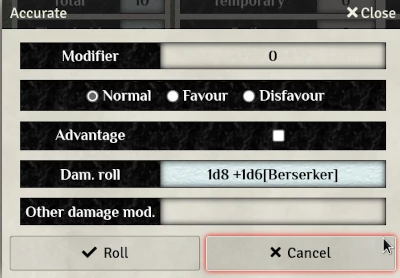 Total 10 Temporary
Accurate ✕Close
Modifier 0
Normal Favour Disfavour
Advantage
Dam. roll 1d8 +1d6[Berserker]
Other damage mod.
✓ Roll ✕ Cancel